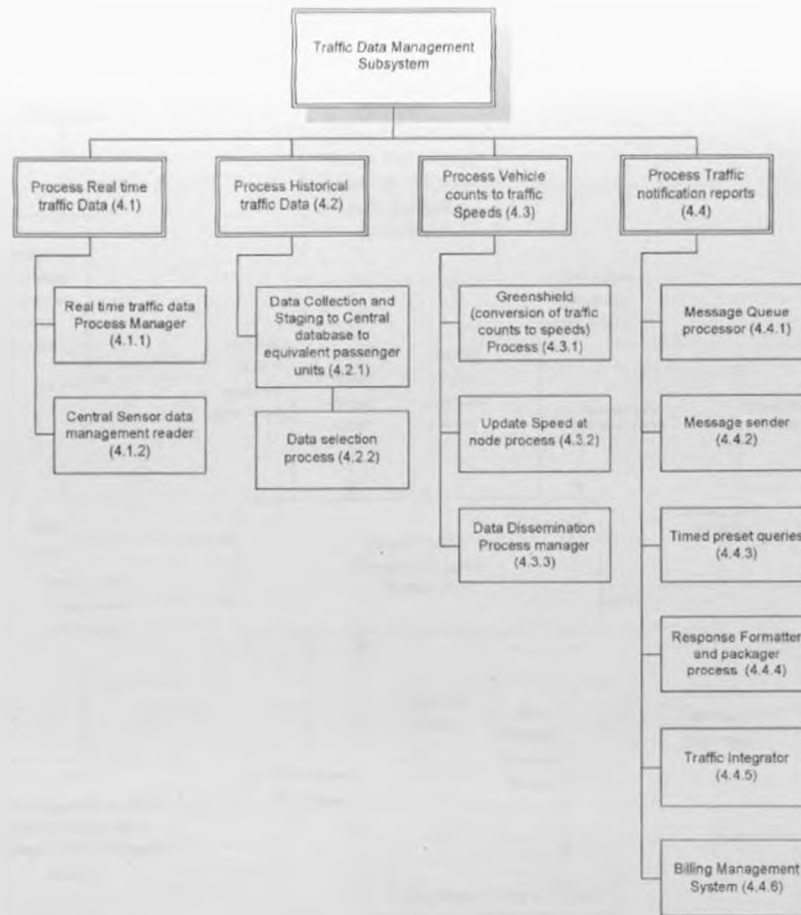 Traffic Data Management
Subsystem
Process Real time
traffic Data (4.1)
Process Historical
traffic Data (4.2)
Process Vehicle
counts to traffic
Speeds (4.3)
Process Traffic
notification reports
(4.4)
Real time traffic data
Process Manager
(4.1.1)
Central Sensor data
management reader
(4.1.2)
Data Collection and
Staging to Central
database to
equivalent passenger
units (4.2.1)
Data selection
process (4.2.2)
Greenshield
(conversion of traffic
counts to speeds)
Process (4.3.1)
Update Speed at
node process (4.3.2)
Data Dissemination
Process manager
(4.3.3)
Message Queue
processor (4.4.1)
Message sender
(4.4.2)
Timed preset queries
(4.4.3)
Response Formatter
and packager
process (4.4.4)
Traffic Integrator
(4.4.5)
Billing Management
System (4.4.6)